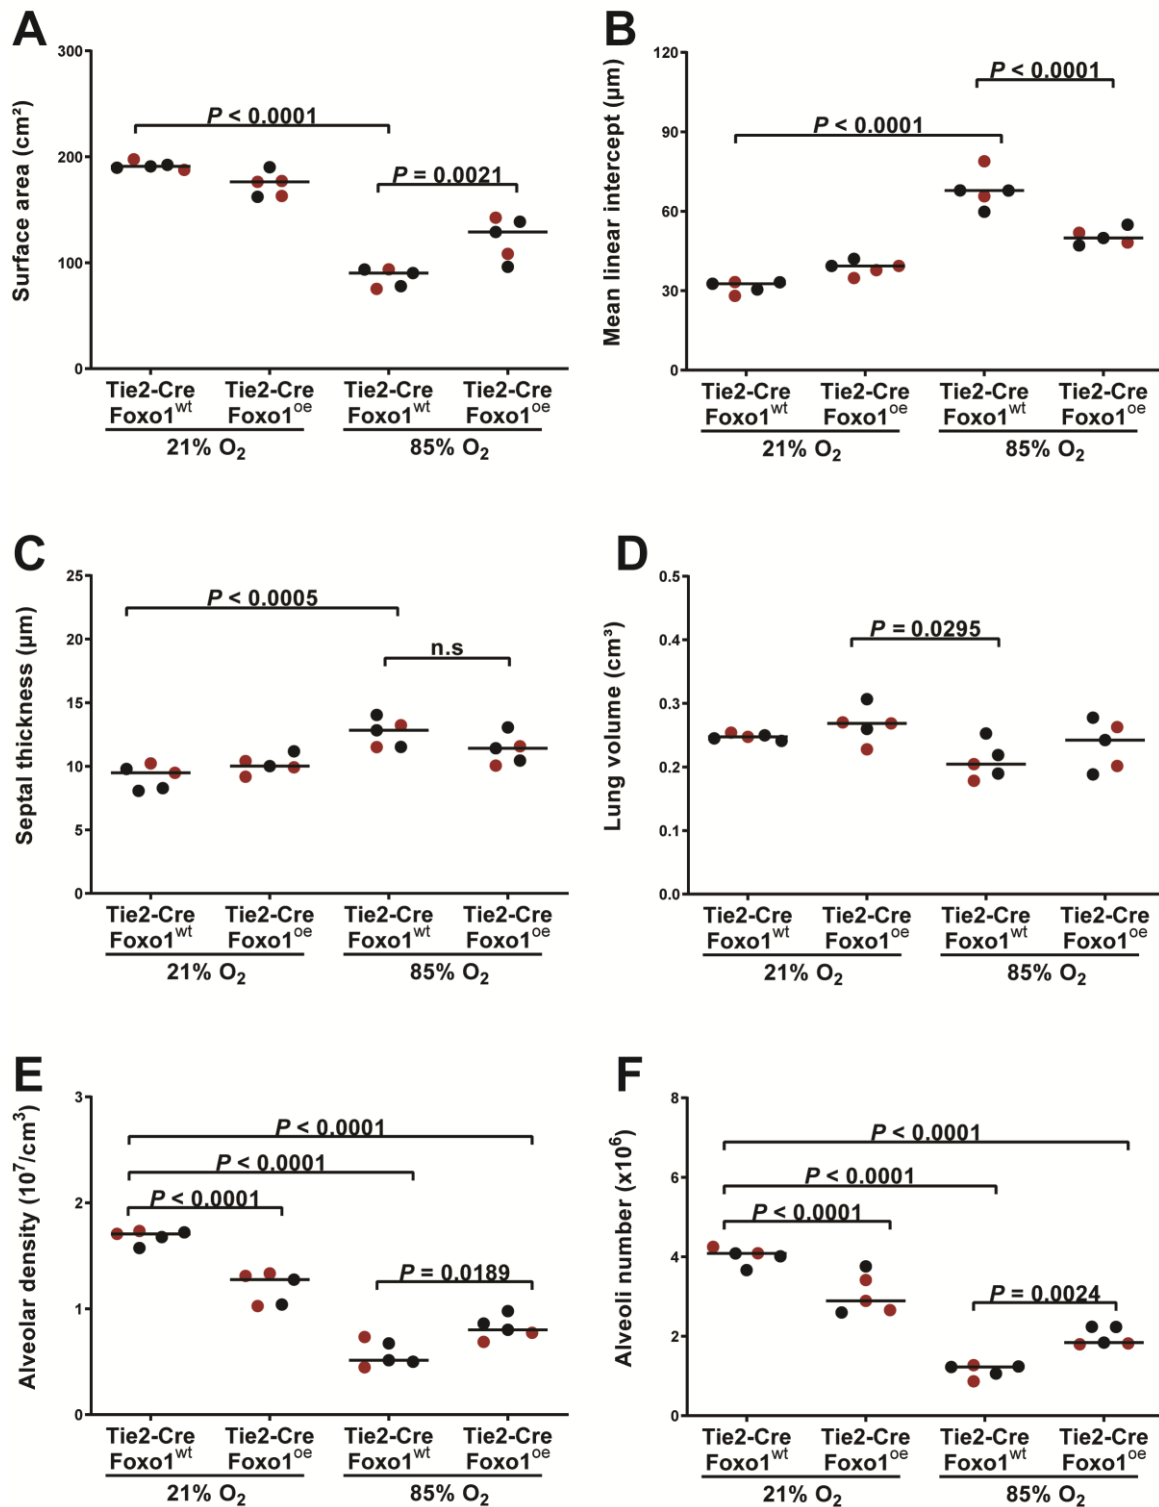 A
Surface area (cm²)
300
200
100
0
P < 0.0001
P = 0.0021
Tie2-Cre Tie2-Cre Tie2-Cre Tie2-Cre
Foxo1wt Foxo1oe Foxo1wt Foxo1oe
21% O2 85% O2
B
Mean linear intercept (µm)
120
90
60
30
0
P < 0.0001
P < 0.0001
Tie2-Cre Tie2-Cre Tie2-Cre Tie2-Cre
Foxo1wt Foxo1oe Foxo1wt Foxo1oe
21% O2 85% O2
C
Septal thickness (µm)
25
20
15
10
5
0
P < 0.0005
n.s
Tie2-Cre Tie2-Cre Tie2-Cre Tie2-Cre
Foxo1wt Foxo1oe Foxo1wt Foxo1oe
21% O2 85% O2
D
Lung volume (cm³)
0.5
0.4
0.3
0.2
0.1
0.0
P = 0.0295
Tie2-Cre Tie2-Cre Tie2-Cre Tie2-Cre
Foxo1wt Foxo1oe Foxo1wt Foxo1oe
21% O2 85% O2
E
Alveolar density (10⁷/cm³)
3
2
1
0
P < 0.0001
P < 0.0001
P < 0.0001
P = 0.0189
Tie2-Cre Tie2-Cre Tie2-Cre Tie2-Cre
Foxo1wt Foxo1oe Foxo1wt Foxo1oe
21% O2 85% O2
F
Alveoli number (x10⁶)
8
6
4
2
0
P < 0.0001
P < 0.0001
P < 0.0001
P = 0.0024
Tie2-Cre Tie2-Cre Tie2-Cre Tie2-Cre
Foxo1wt Foxo1oe Foxo1wt Foxo1oe
21% O2 85% O2